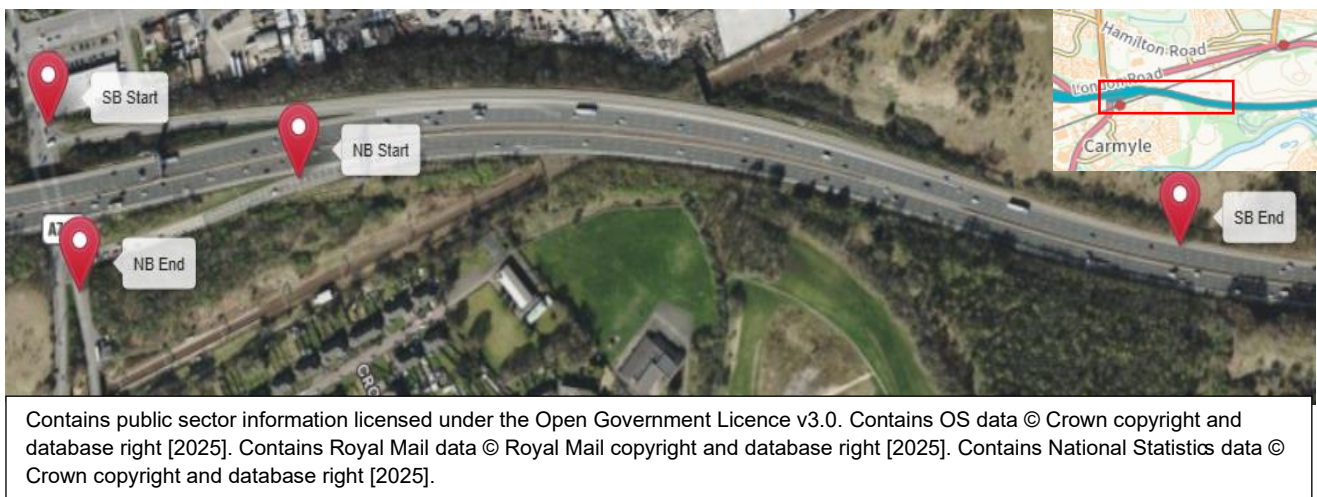 SB Start
Hamilton Road
London Road
NB Start
Carmyle
SB End
NB End
Contains public sector information licensed under the Open Government Licence v3.0. Contains OS data © Crown copyright and
database right [2025]. Contains Royal Mail data © Royal Mail copyright and database right [2025]. Contains National Statistics data ©
Crown copyright and database right [2025].